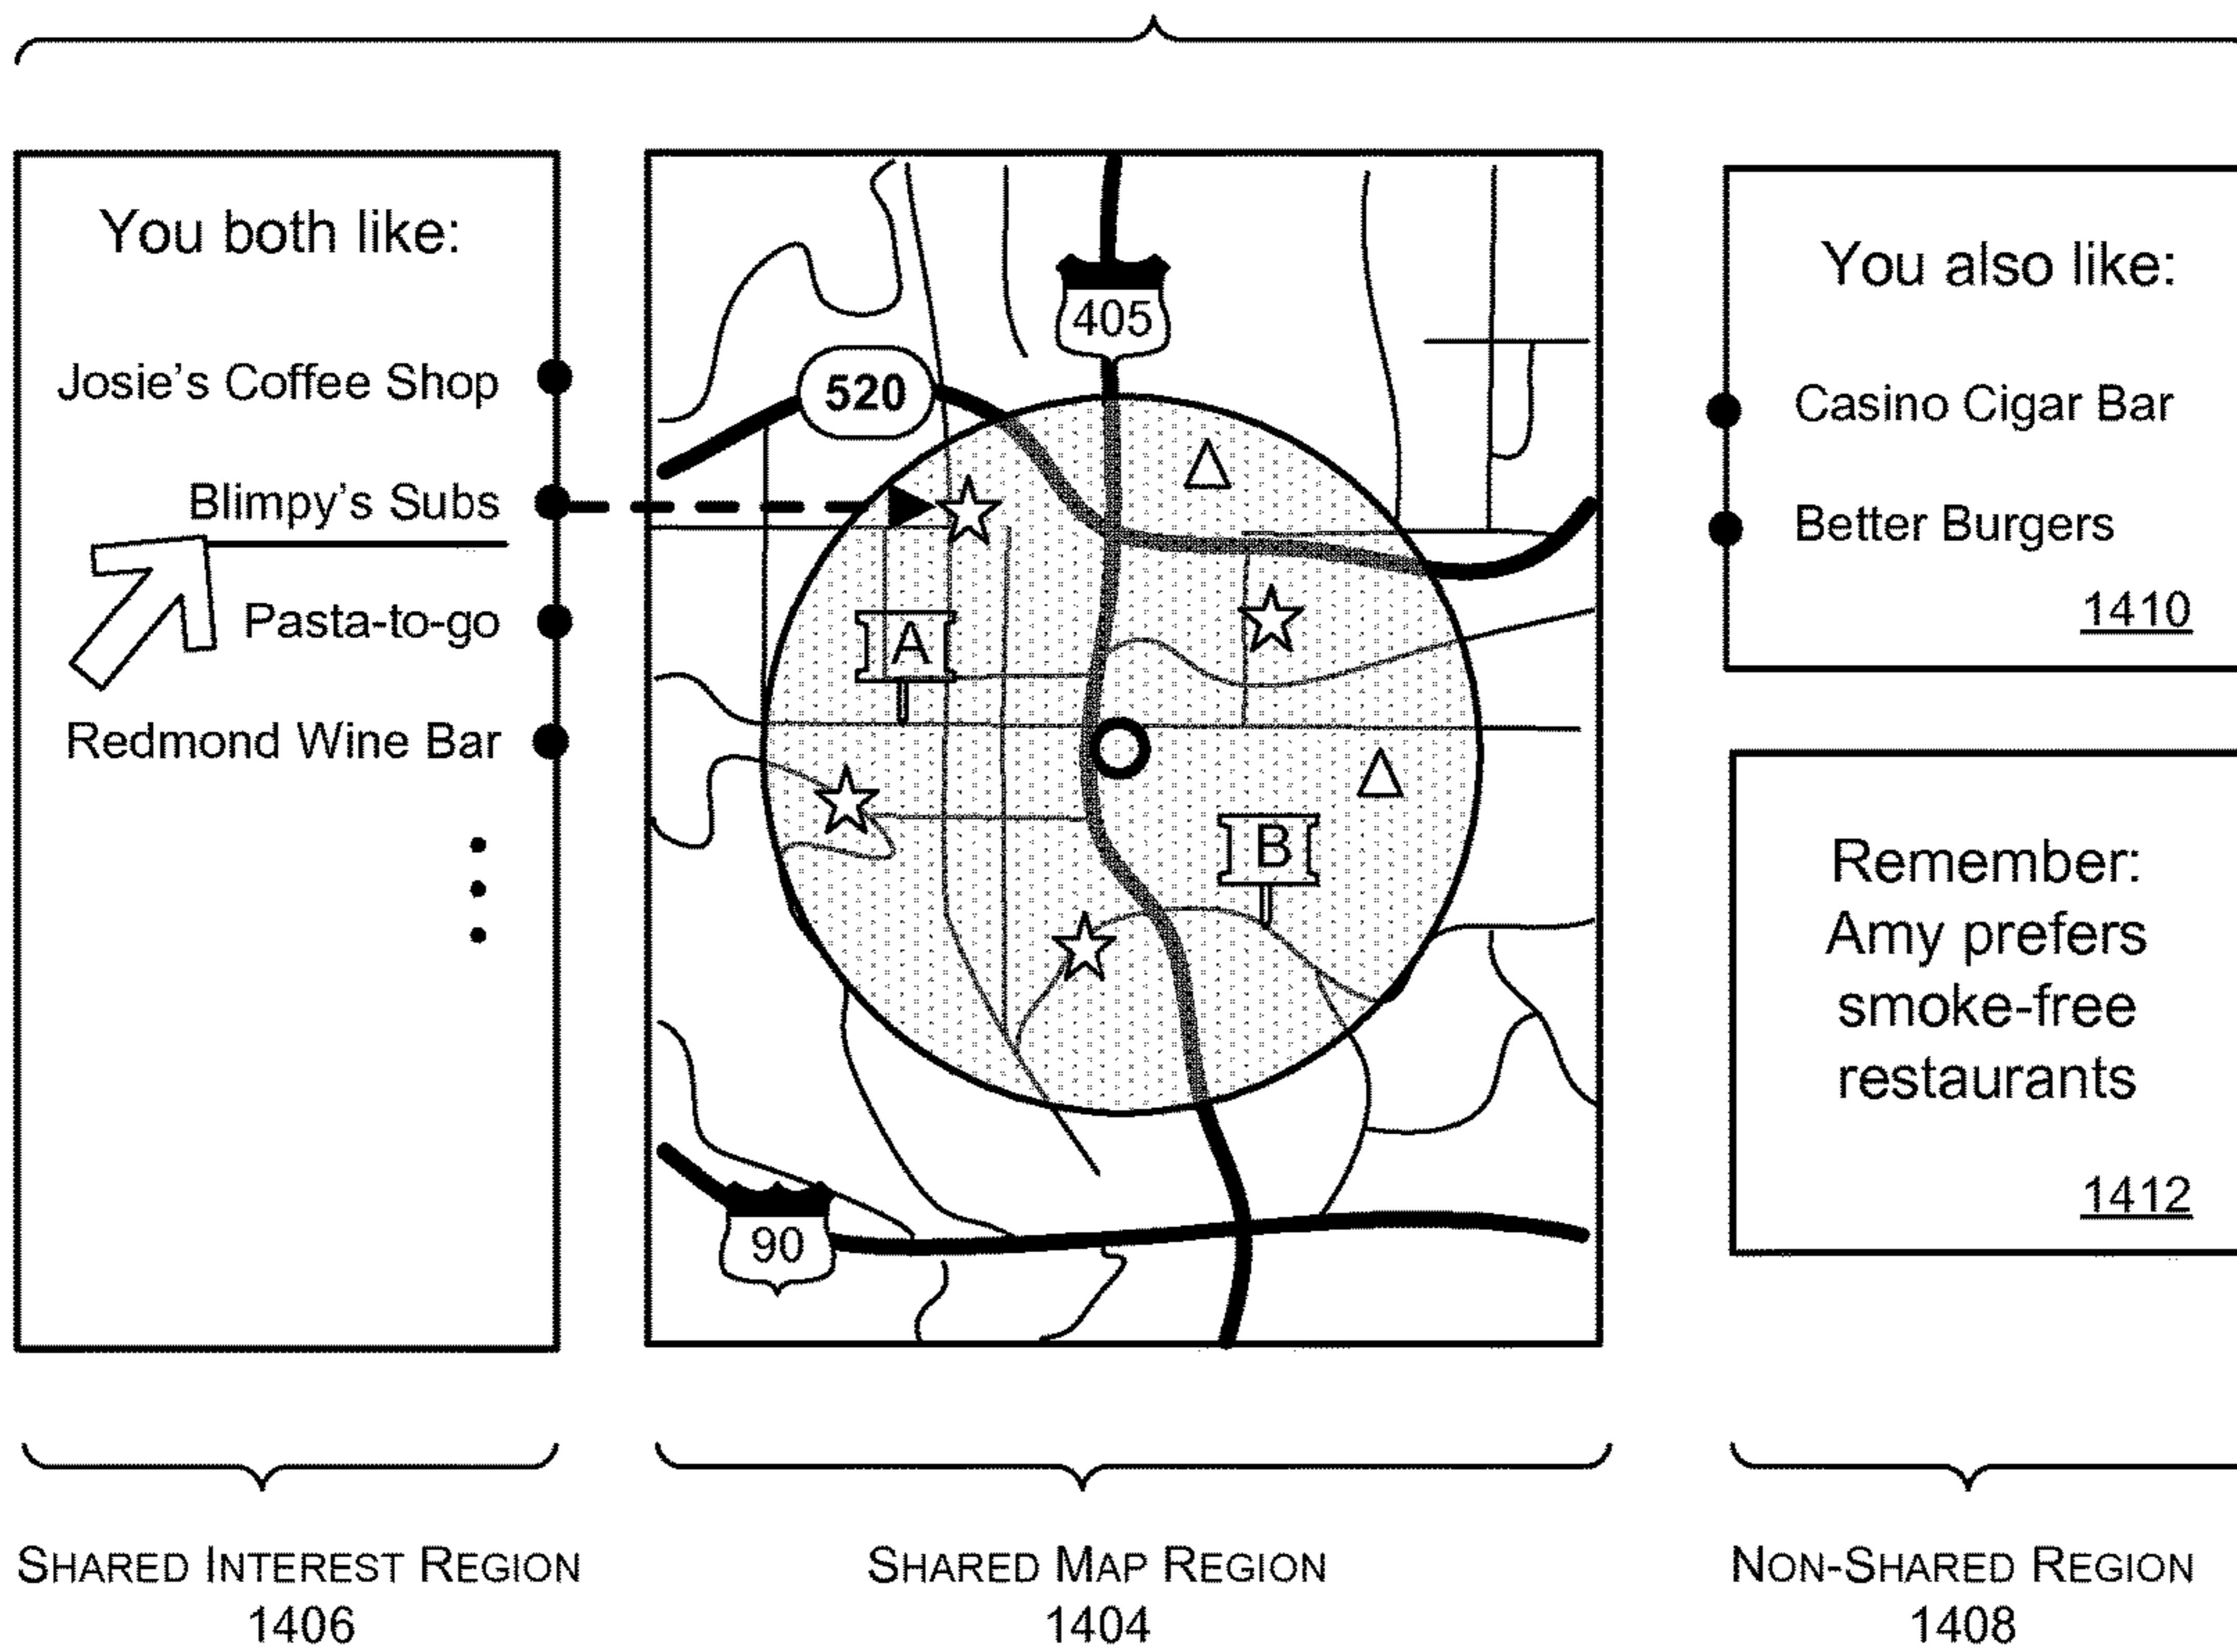 You both like:
Josie's Coffee Shop
Blimpy's Subs
Pasta-to-go
Redmond Wine Bar
405
520
A
B
90
You also like:
Casino Cigar Bar
Better Burgers
1410
Remember:
Amy prefers
smoke-free
restaurants
1412
SHARED INTEREST REGION
1406
SHARED MAP REGION
1404
NON-SHARED REGION
1408